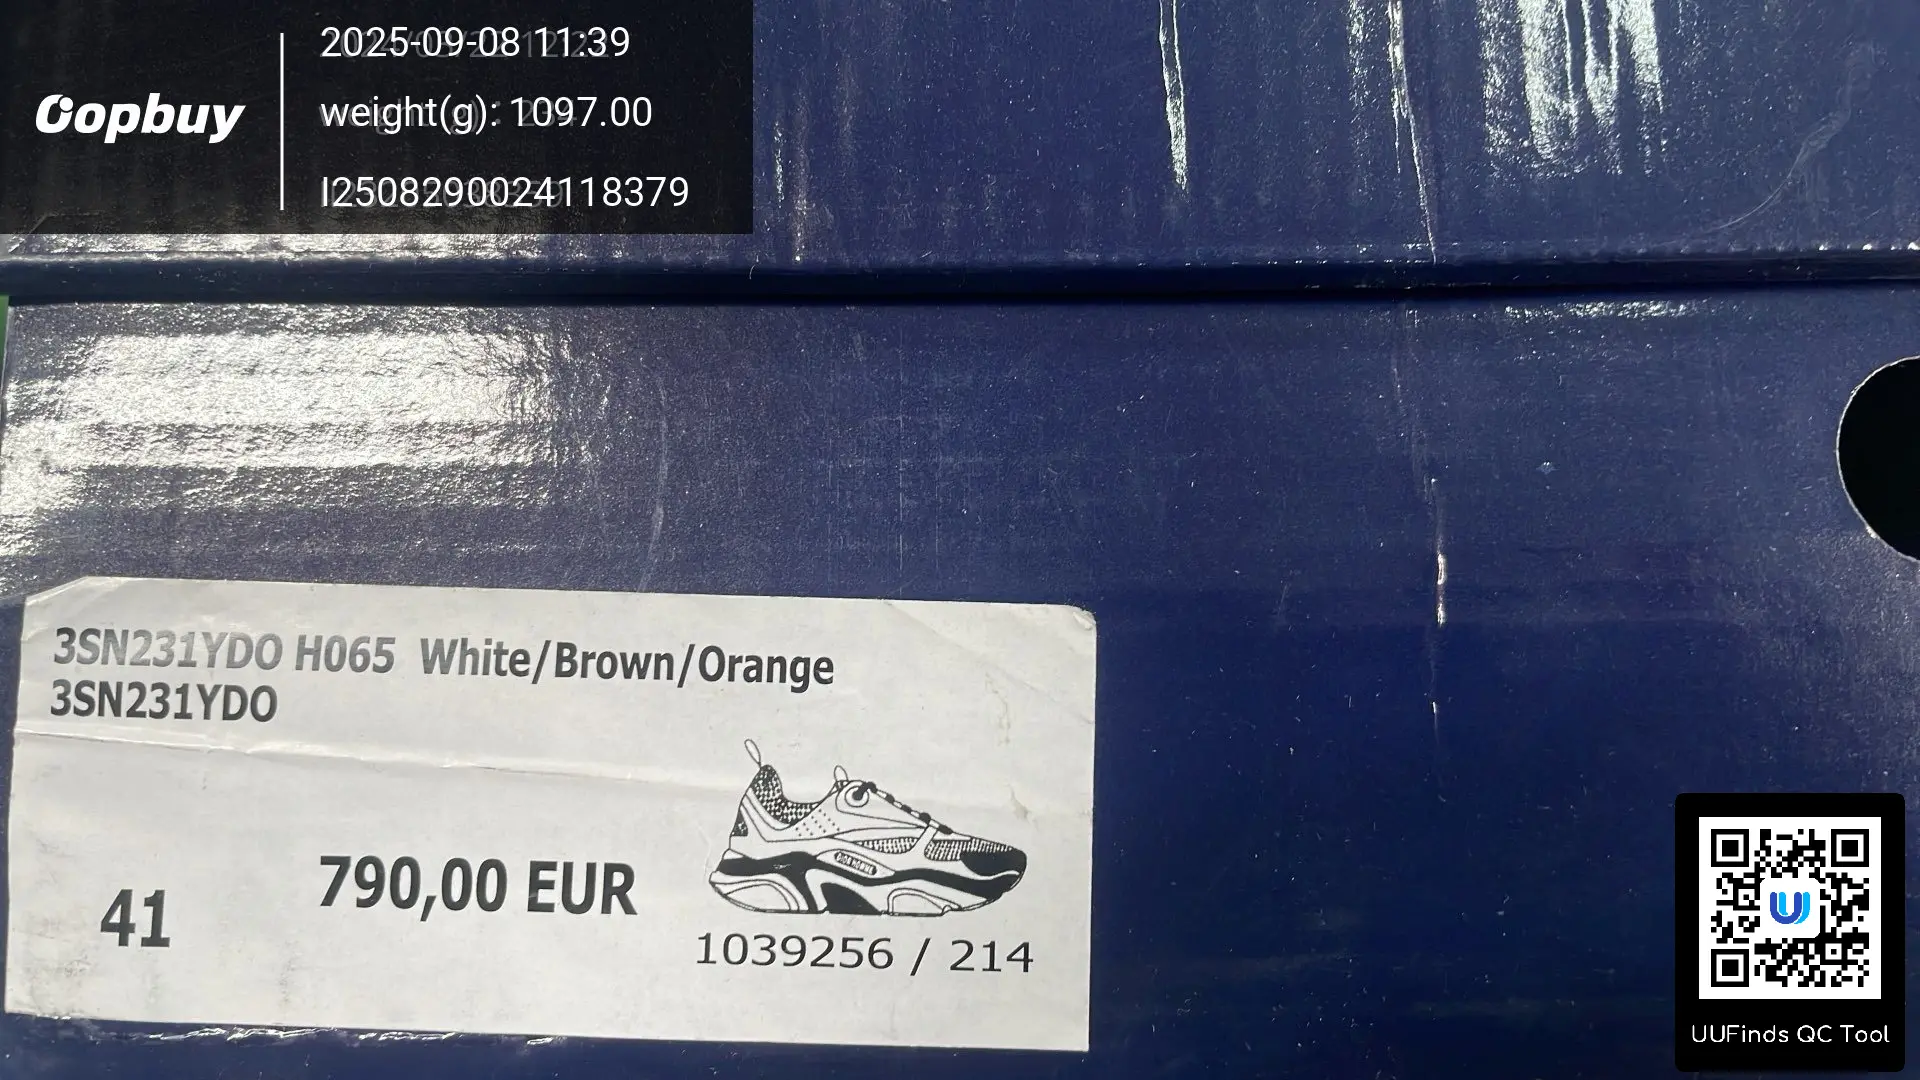 Oopbuy
2025-09-08 11:39
weight(g): 1097.00
I2508290024118379
3SN231YDO H065 White/Brown/Orange
3SN231YDO
41
790,00 EUR
1039256 / 214
UUFinds QC Tool